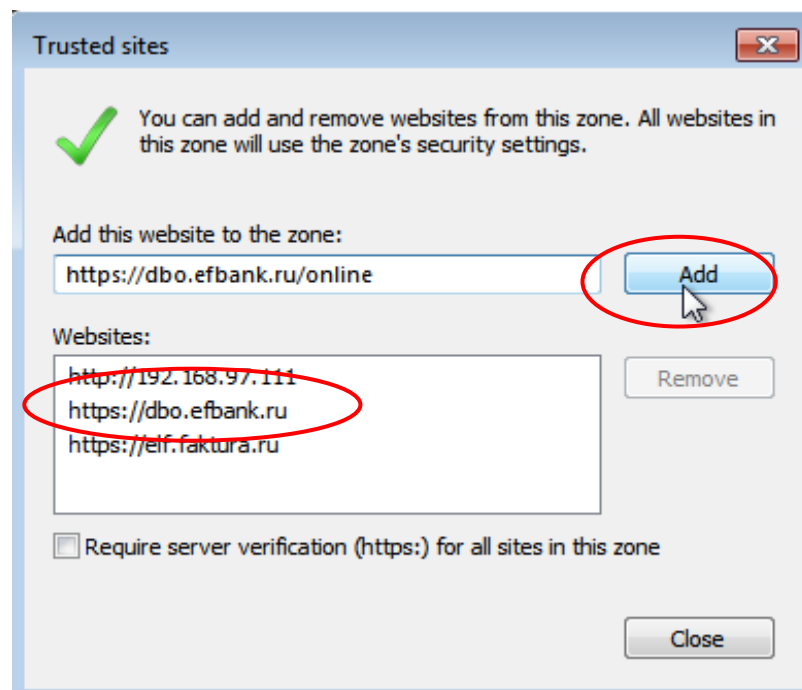 Trusted sites
You can add and remove websites from this zone. All websites in
this zone will use the zone's security settings.
Add this website to the zone:
https://dbo.efbank.ru/online
Add
Websites:
http://192.168.97.111
Remove
https://dbo.efbank.ru
https://elf.faktura.ru
Require server verification (https:) for all sites in this zone
Close